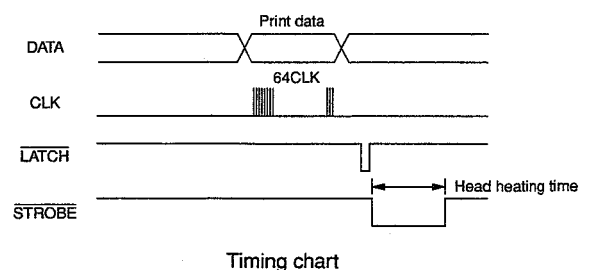 Print data
DATA
64CLK
CLK
LATCH
Head heating time
STROBE
Timing chart